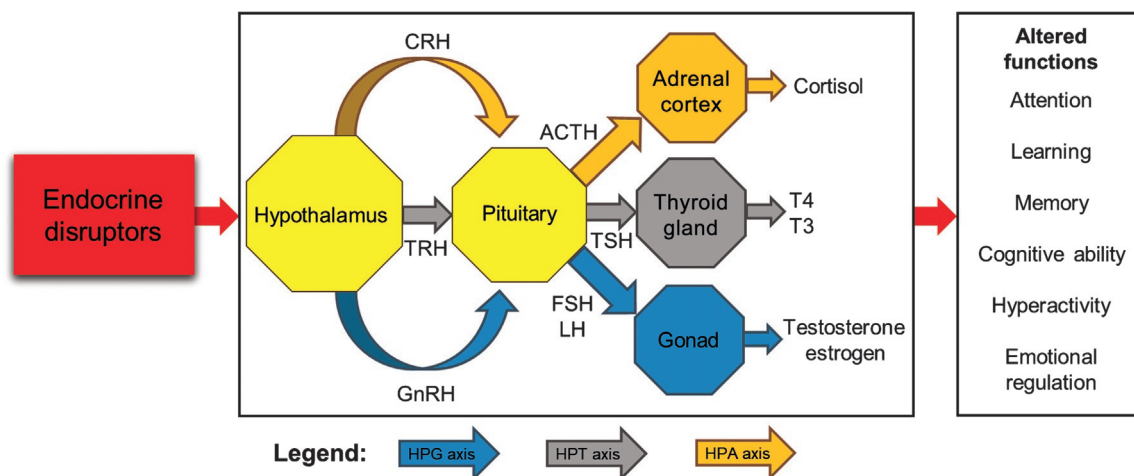 Endocrine
disruptors
CRH
Hypothalamus
TRH
GnRH
Pituitary
ACTH
TSH
FSH
LH
Adrenal
cortex
Cortisol
Thyroid
gland
T4
T3
Gonad
Testosterone
estrogen
Altered
functions
Attention
Learning
Memory
Cognitive ability
Hyperactivity
Emotional
regulation
Legend:
HPG axis
HPT axis
HPA axis